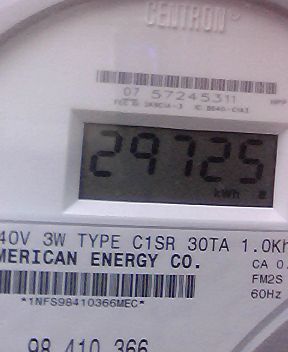 CENTRON
07 57245311
29725
kWh
40V 3W TYPE C1SR 30TA 1.0Kh
MERICAN ENERGY CO.
CA 0.
FM2S
60Hz
*1NFS98410366MEC*
98 410 366